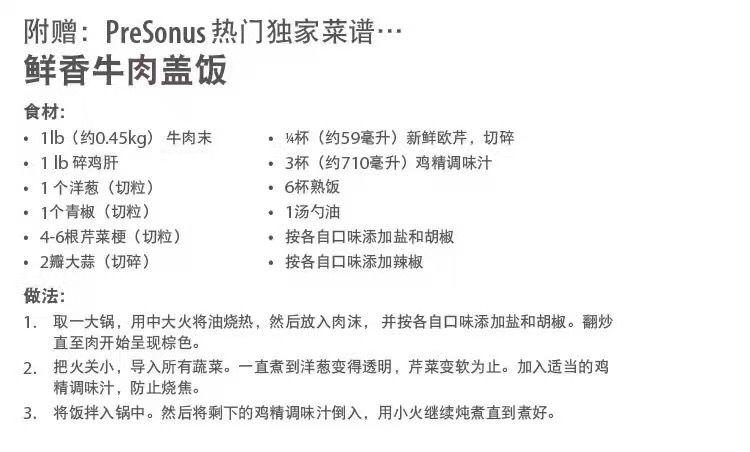 附赠：PreSonus 热门独家菜谱…
鲜香牛肉盖饭
食材：
• 1lb（约0.45kg） 牛肉末
• 1 lb 碎鸡肝
• 1 个洋葱（切粒）
• 1个青椒（切粒）
• 4-6根芹菜梗（切粒）
• 2瓣大蒜（切碎）
• ¼杯（约59毫升）新鲜欧芹，切碎
• 3杯（约710毫升）鸡精调味汁
• 6杯熟饭
• 1汤勺油
• 按各自口味添加盐和胡椒
• 按各自口味添加辣椒
做法：
1. 取一大锅，用中大火将油烧热，然后放入肉沫， 并按各自口味添加盐和胡椒。翻炒
直至肉开始呈现棕色。
2. 把火关小，导入所有蔬菜。一直煮到洋葱变得透明，芹菜变软为止。加入适当的鸡
精调味汁，防止烧焦。
3. 将饭拌入锅中。然后将剩下的鸡精调味汁倒入，用小火继续炖煮直到煮好。